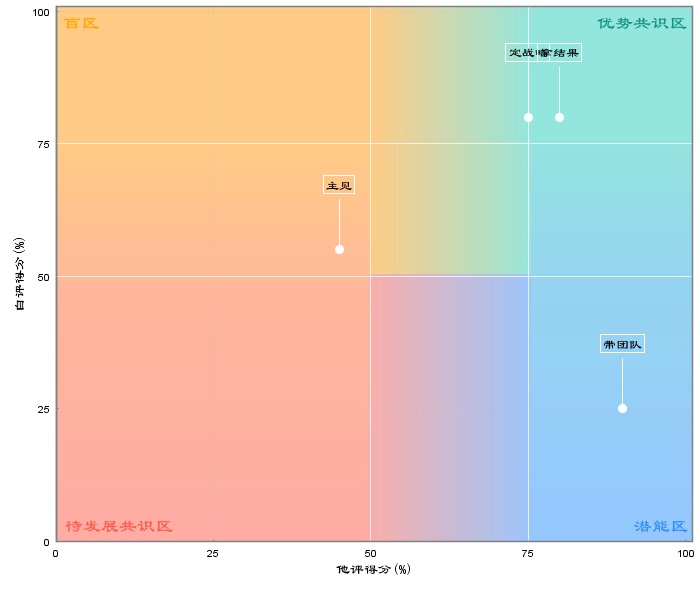 100
盲区
优势共识区
定战
拿结果
75
主见
自评得分(%)
50
带团队
25
待发展共识区
潜能区
0
0
25
50
75
100
他评得分(%)